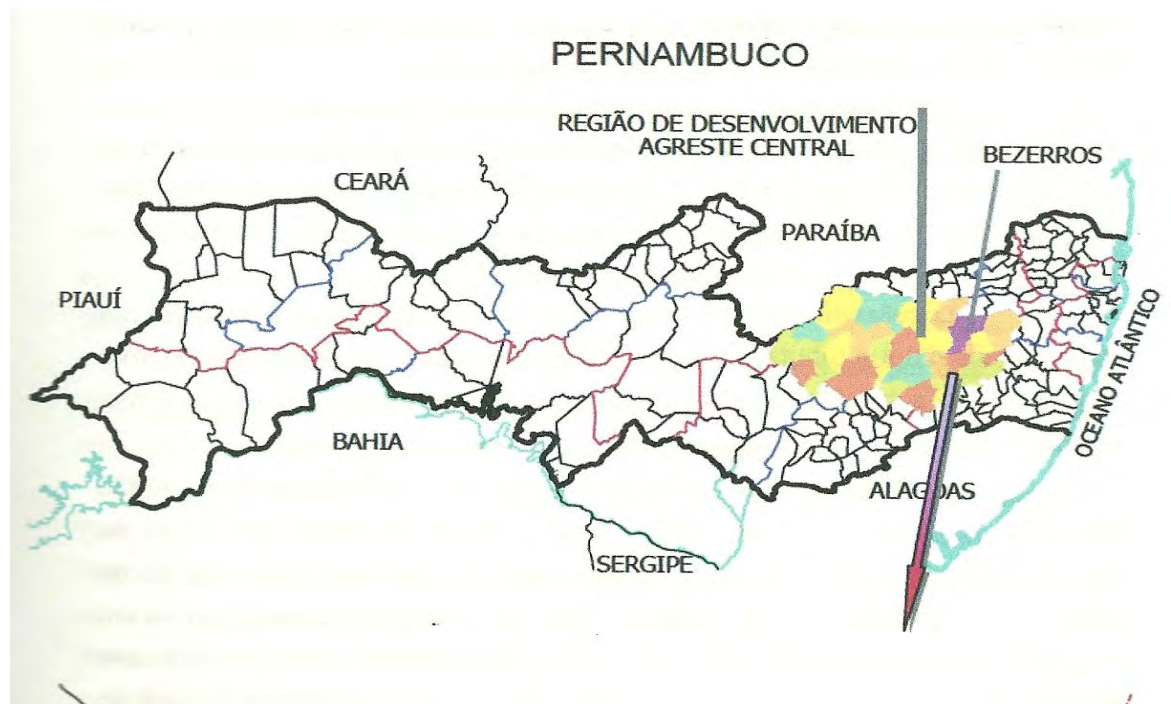 PERNAMBUCO
REGIÃO DE DESENVOLVIMENTO
AGRESTE CENTRAL
BEZERROS
CEARÁ
PARAÍBA
PIAUÍ
OCEANO ATLÂNTICO
BAHIA
ALAGOAS
SERGIPE